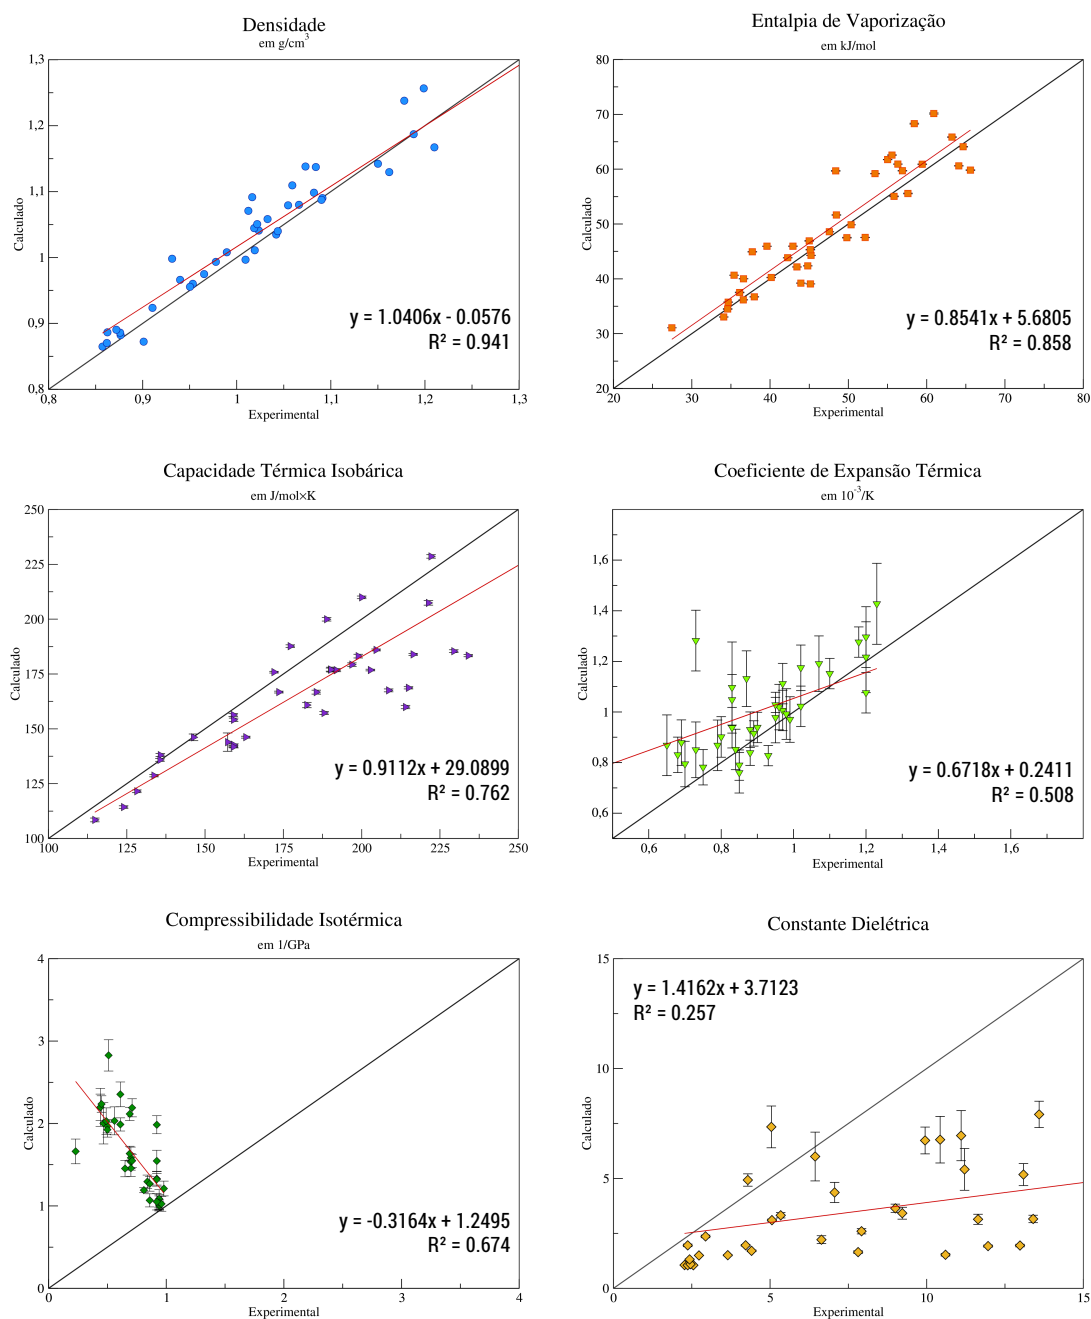 Densidade
em g/cm³
1,3
1,2
1,1
1
0,9
0,8
Calculado
y = 1.0406x - 0.0576
R² = 0.941
0,8 0,9 1 1,1 1,2 1,3
Experimental
Entalpia de Vaporização
em kJ/mol
80
70
60
50
40
30
20
Calculado
y = 0.8541x + 5.6805
R² = 0.858
20 30 40 50 60 70 80
Experimental
Capacidade Térmica Isobárica
em J/mol×K
250
225
200
175
150
125
100
Calculado
y = 0.9112x + 29.0899
R² = 0.762
100 125 150 175 200 225 250
Experimental
Coeficiente de Expansão Térmica
em 10⁻³/K
1,6
1,4
1,2
1
0,8
0,6
Calculado
y = 0.6718x + 0.2411
R² = 0.508
0,6 0,8 1 1,2 1,4 1,6
Experimental
Compressibilidade Isotérmica
em 1/GPa
4
3
2
1
0
Calculado
y = -0.3164x + 1.2495
R² = 0.674
0 1 2 3 4
Experimental
Constante Dielétrica
15
10
5
0
Calculado
y = 1.4162x + 3.7123
R² = 0.257
0 5 10 15
Experimental